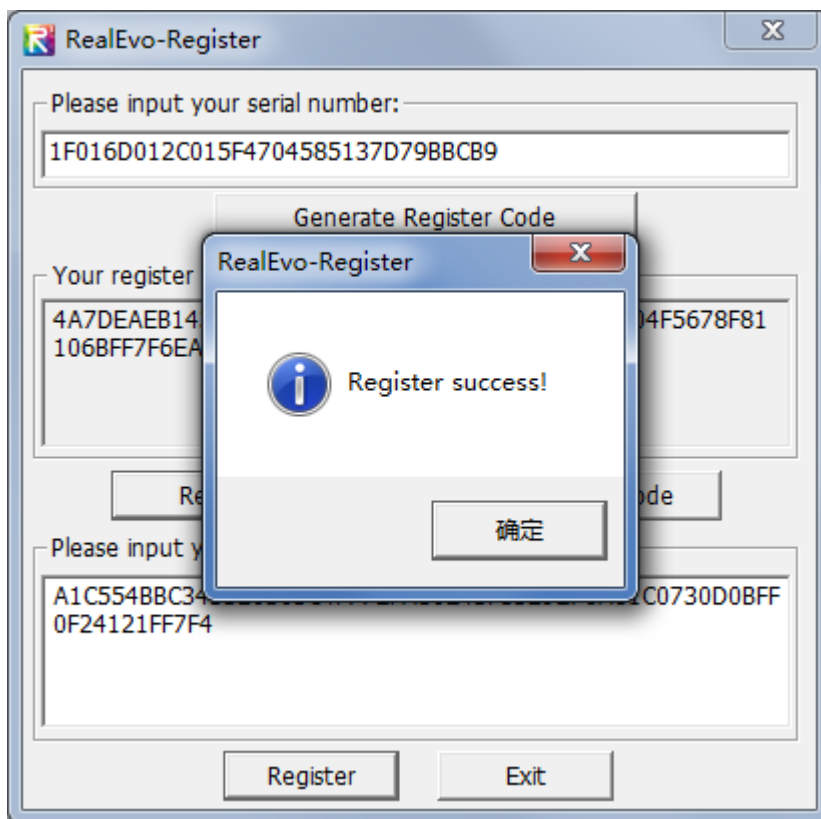 RealEvo-Register
Please input your serial number:
1F016D012C015F4704585137D79BBCB9
Generate Register Code
RealEvo-Register
Your register
4A7DEAEB14
04F5678F81
106BFF7F6EA
Register success!
Re
ode
确定
Please input y
A1C554BBC34
1C0730D0BFF
0F24121FF7F4
Register
Exit